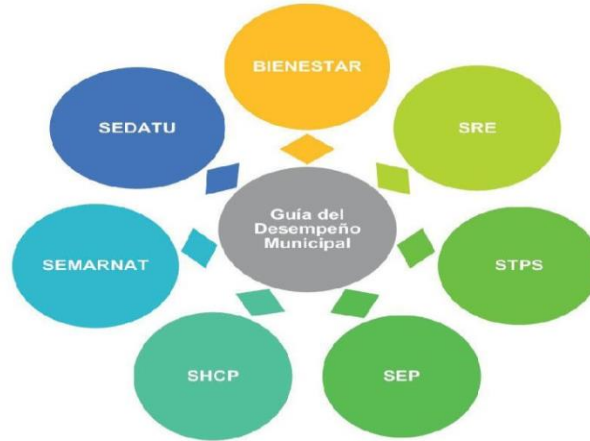 BIENESTAR
SEDATU
SRE
Guía del
Desempeño
Municipal
SEMARNAT
STPS
SHCP
SEP